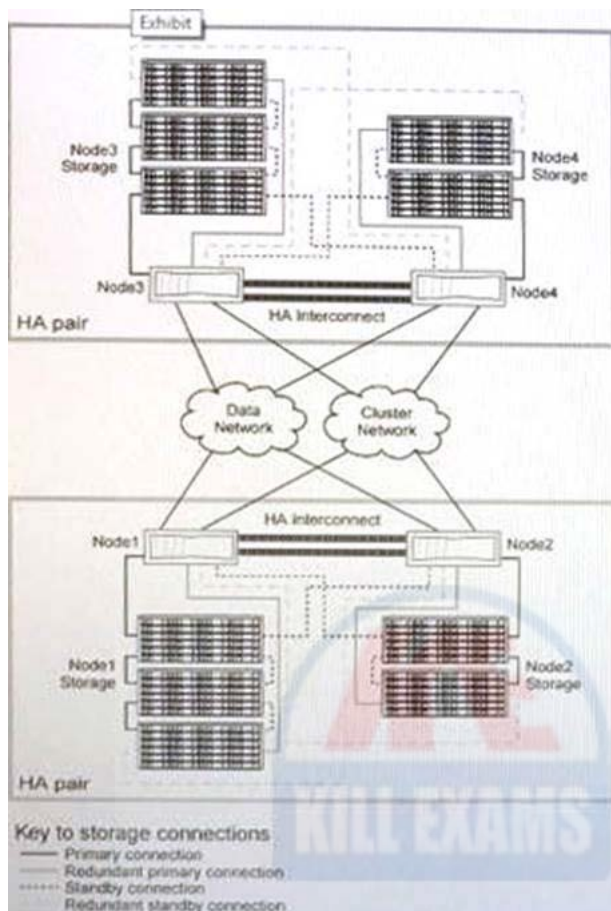 Exhibit
Node3
Storage
Node4
Storage
Node3
Node4
HA Interconnect
HA pair
Data
Network
Cluster
Network
HA Interconnect
Node1
Node2
Node1
Storage
Node2
Storage
HA pair
KILL EXAMS
Key to storage connections
Primary connection
Redundant primary connection
Standby connection
Redundant standby connection